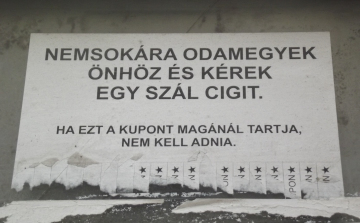 NEMSOKÁRA ODAMEGYEK
ÖNHÖZ ÉS KÉREK
EGY SZÁL CIGIT.
HA EZT A KUPONT MAGÁNÁL TARTJA,
NEM KELL ADNIA.